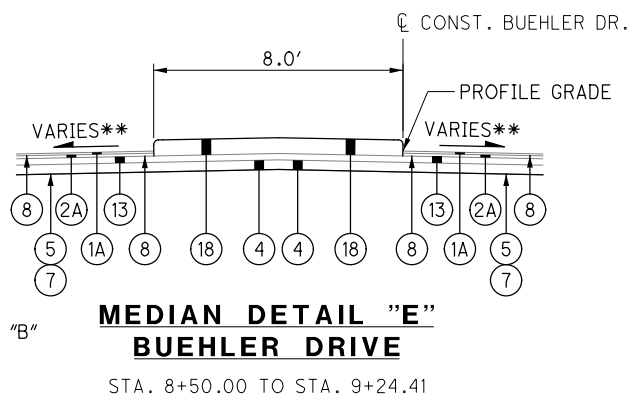 ℄ CONST. BUEHLER DR.
8.0'
PROFILE GRADE
VARIES** VARIES**
8 2A 13 8 18 4 4 18 8 13 2A 8
5 1A 1A 5
7 7
"B"
MEDIAN DETAIL "E"
BUEHLER DRIVE
STA. 8+50.00 TO STA. 9+24.41